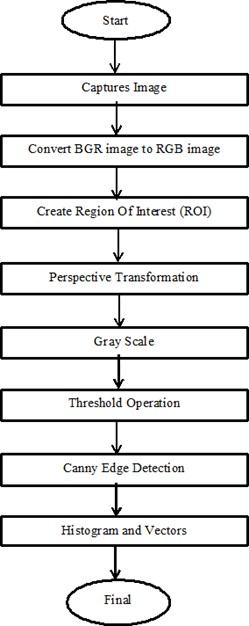 Start
Captures Image
Convert BGR image to RGB image
Create Region Of Interest (ROI)
Perspective Transformation
Gray Scale
Threshold Operation
Canny Edge Detection
Histogram and Vectors
Final